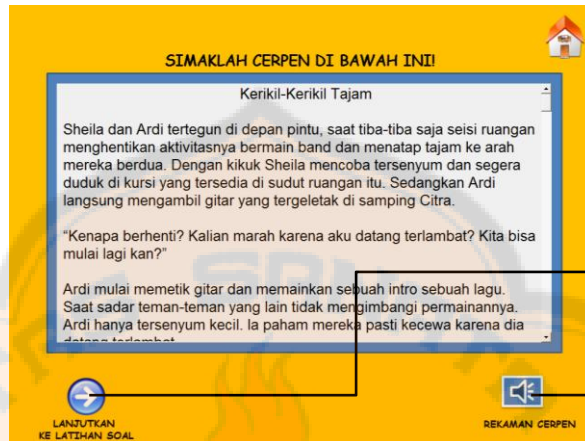 SIMAKLAH CERPEN DI BAWAH INI!
Kerikil-Kerikil Tajam
Sheila dan Ardi tertegun di depan pintu, saat tiba-tiba saja seisi ruangan
menghentikan aktivitasnya bermain band dan menatap tajam ke arah
mereka berdua. Dengan kikuk Sheila mencoba tersenyum dan segera
duduk di kursi yang tersedia di sudut ruangan itu. Sedangkan Ardi
langsung mengambil gitar yang tergeletak di samping Citra.
“Kenapa berhenti? Kalian marah karena aku datang terlambat? Kita bisa
mulai lagi kan?”
Ardi mulai memetik gitar dan memainkan sebuah intro sebuah lagu.
Saat sadar teman-teman yang lain tidak mengimbangi permainannya.
Ardi hanya tersenyum kecil. Ia paham mereka pasti kecewa karena dia
datang terlambat
LANJUTKAN
KE LATIHAN SOAL
REKAMAN CERPEN